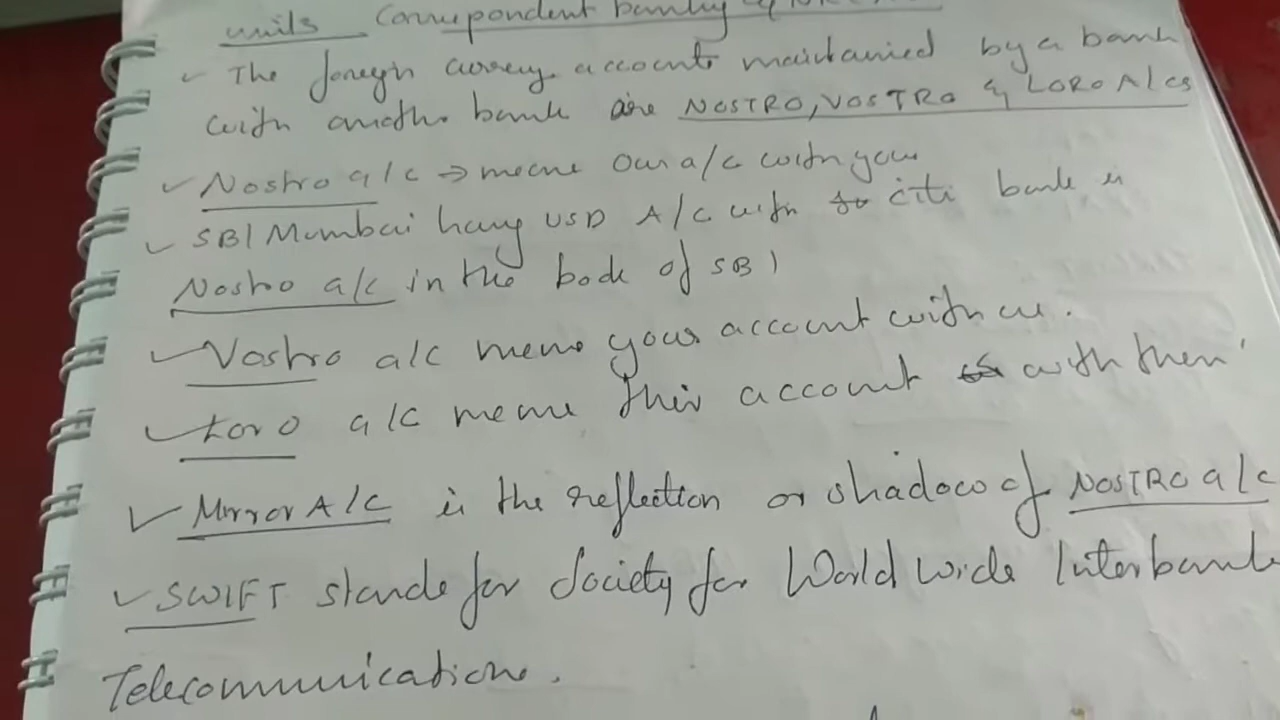 units Correspondent banking
✓ The foreign currency accounts maintained by a bank
with another bank are NOSTRO, VOSTRO & LORO A/cs
✓ Nostro a/c → means Our a/c with you
✓ SBI Mumbai having USD A/c with citi bank is
Nostro a/c in the book of SBI
✓ Vostro a/c means your account with us.
✓ Loro a/c means their account with them'
✓ Mirror A/C is the reflection or shadow of NOSTRO a/c
✓ SWIFT stands for Society for World Wide Interbank
Telecommunications.